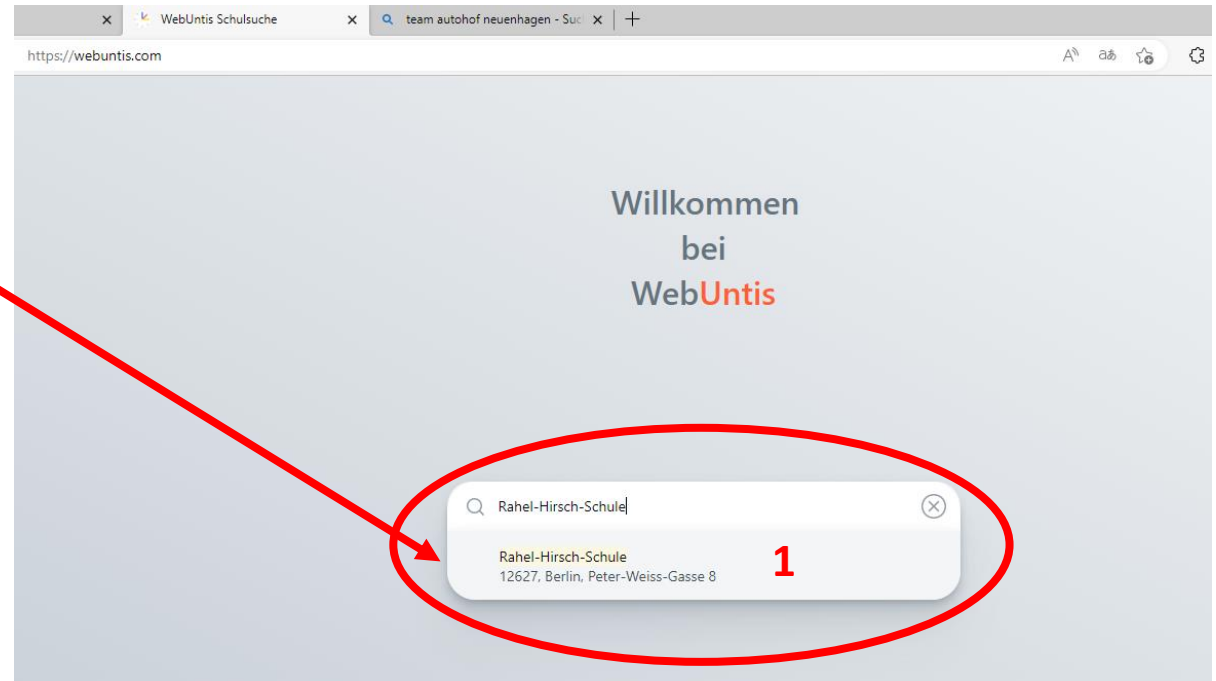 WebUntis Schulsuche
team autohof neuenhagen - Suc
https://webuntis.com
Willkommen
bei
WebUntis
Rahel-Hirsch-Schule
Rahel-Hirsch-Schule
12627, Berlin, Peter-Weiss-Gasse 8
1